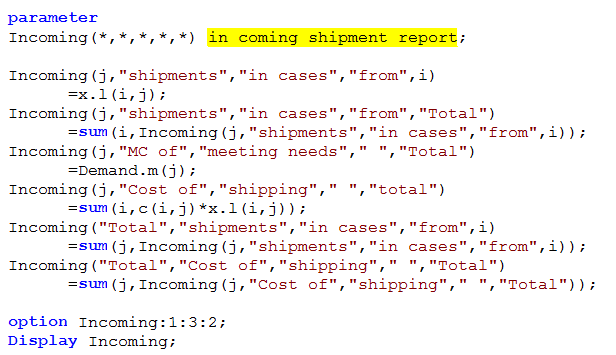 parameter
Incoming(*,*,*,*,*) in coming shipment report;
Incoming(j,"shipments","in cases","from",i)
=x.l(i,j);
Incoming(j,"shipments","in cases","from","Total")
=sum(i,Incoming(j,"shipments","in cases","from",i));
Incoming(j,"MC of","meeting needs"," ","Total")
=Demand.m(j);
Incoming(j,"Cost of","shipping"," ","total")
=sum(i,c(i,j)*x.l(i,j));
Incoming("Total","shipments","in cases","from",i)
=sum(j,Incoming(j,"shipments","in cases","from",i));
Incoming("Total","Cost of","shipping"," ","Total")
=sum(j,Incoming(j,"Cost of","shipping"," ","Total"));
option Incoming:1:3:2;
Display Incoming;